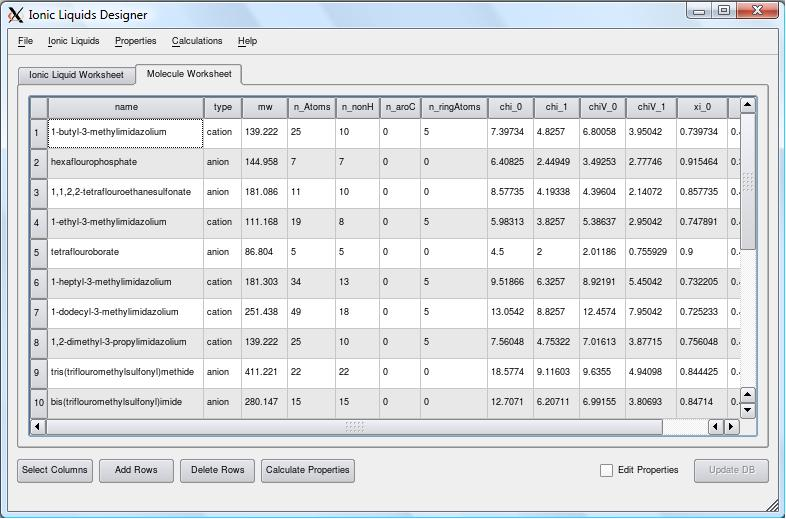 Ionic Liquids Designer
File Ionic Liquids Properties Calculations Help
Ionic Liquid Worksheet Molecule Worksheet
name type mw n_Atoms n_nonH n_aroC n_ringAtoms chi_0 chi_1 chiV_0 chiV_1 xi_0
1 1-butyl-3-methylimidazolium cation 139.222 25 10 0 5 7.39734 4.8257 6.80058 3.95042 0.739734
2 hexaflourophosphate anion 144.958 7 7 0 0 6.40825 2.44949 3.49253 2.77746 0.915464
3 1,1,2,2-tetraflouroethanesulfonate anion 181.086 11 10 0 0 8.57735 4.19338 4.39604 2.14072 0.857735
4 1-ethyl-3-methylimidazolium cation 111.168 19 8 0 5 5.98313 3.8257 5.38637 2.95042 0.747891
5 tetraflouroborate anion 86.804 5 5 0 0 4.5 2 2.01186 0.755929 0.9
6 1-heptyl-3-methylimidazolium cation 181.303 34 13 0 5 9.51866 6.3257 8.92191 5.45042 0.732205
7 1-dodecyl-3-methylimidazolium cation 251.438 49 18 0 5 13.0542 8.8257 12.4574 7.95042 0.725233
8 1,2-dimethyl-3-propylimidazolium cation 139.222 25 10 0 5 7.56048 4.75322 7.01613 3.87715 0.756048
9 tris(triflouromethylsulfonyl)methide anion 411.221 22 22 0 0 18.5774 9.11603 9.6355 4.94098 0.844425
10 bis(triflouromethylsulfonyl)imide anion 280.147 15 15 0 0 12.7071 6.20711 6.99155 3.80693 0.84714
Select Columns Add Rows Delete Rows Calculate Properties Edit Properties Update DB